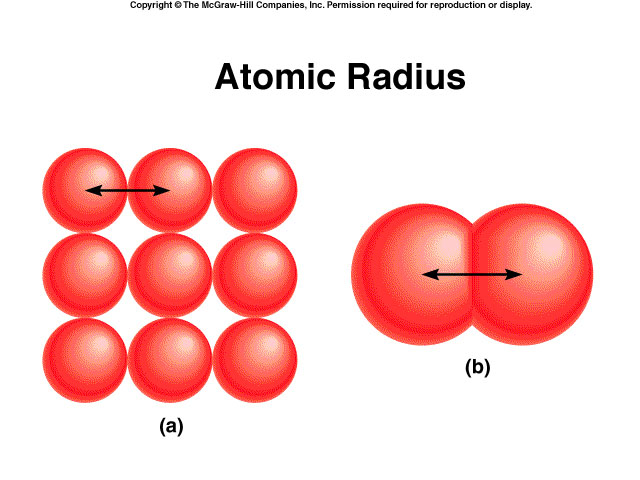 Copyright © The McGraw-Hill Companies, Inc. Permission required for reproduction or display.
Atomic Radius
(a)
(b)